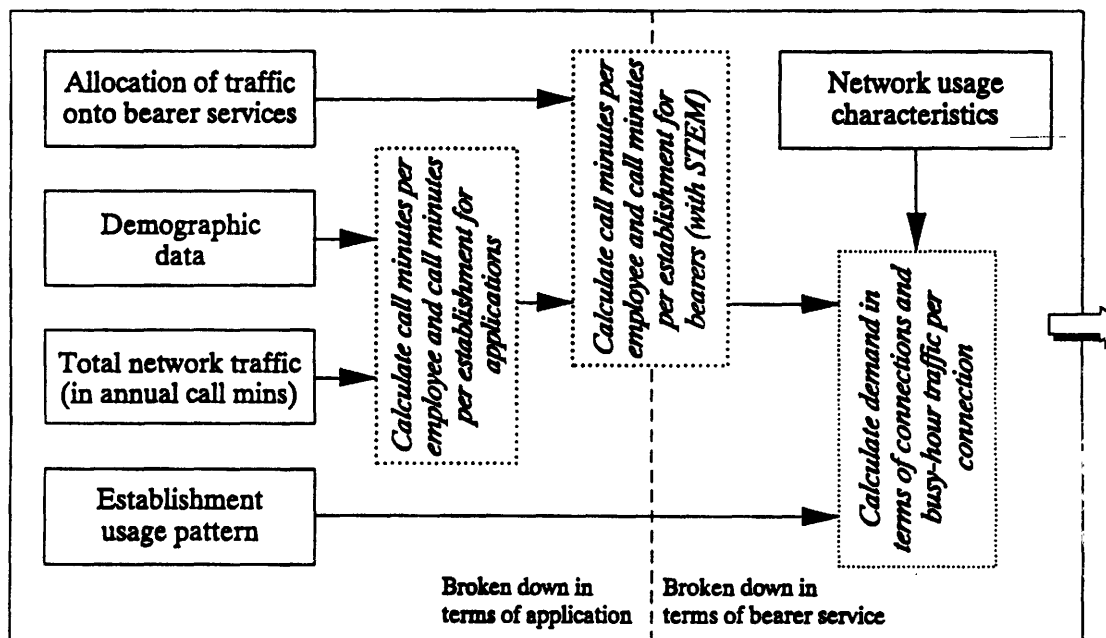 Allocation of traffic
onto bearer services
Demographic
data
Total network traffic
(in annual call mins)
Establishment
usage pattern
Calculate call minutes per
employee and call minutes
per establishment for
applications
Calculate call minutes per
employee and call minutes
per establishment for
bearers (with STEM)
Network usage
characteristics
Calculate demand in
terms of connections and
busy-hour traffic per
connection
Broken down in
terms of application
Broken down in
terms of bearer service